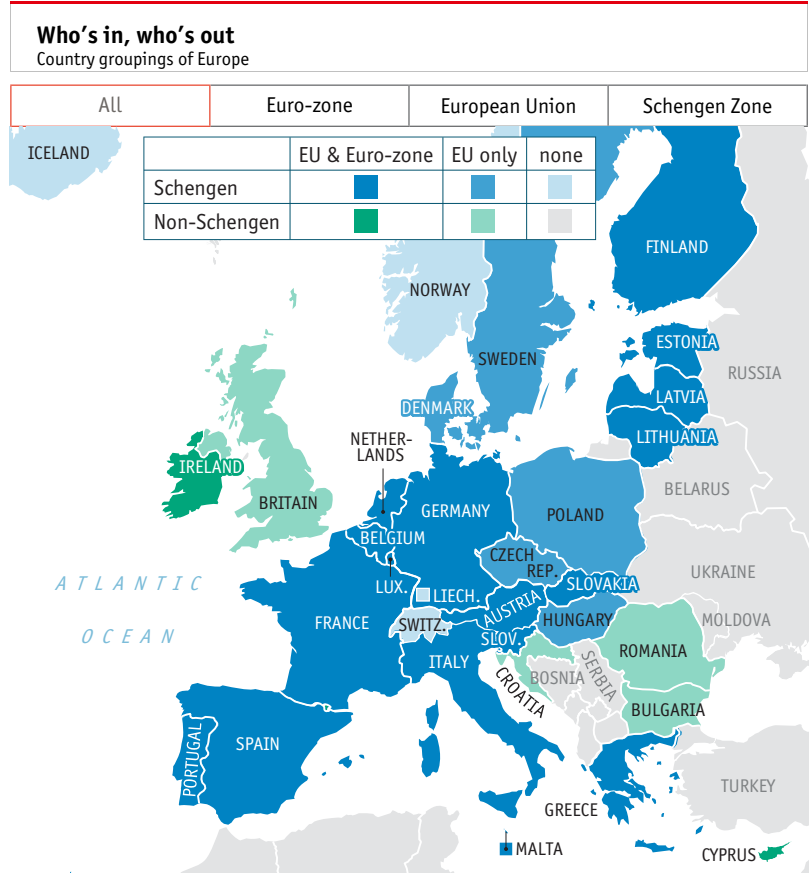 Who's in, who's out
Country groupings of Europe
All Euro-zone European Union Schengen Zone
EU & Euro-zone EU only none
Schengen
Non-Schengen
ICELAND
FINLAND
NORWAY
SWEDEN
ESTONIA
RUSSIA
LATVIA
DENMARK
LITHUANIA
NETHER-
LANDS
IRELAND
BELARUS
BRITAIN
GERMANY
POLAND
BELGIUM
CZECH
REP.
UKRAINE
ATLANTIC
OCEAN
LUX.
LIECH.
SLOVAKIA
AUSTRIA
FRANCE
SWITZ.
HUNGARY
MOLDOVA
SLOV.
ROMANIA
ITALY
BOSNIA
SERBIA
CROATIA
BULGARIA
PORTUGAL
SPAIN
TURKEY
GREECE
MALTA
CYPRUS